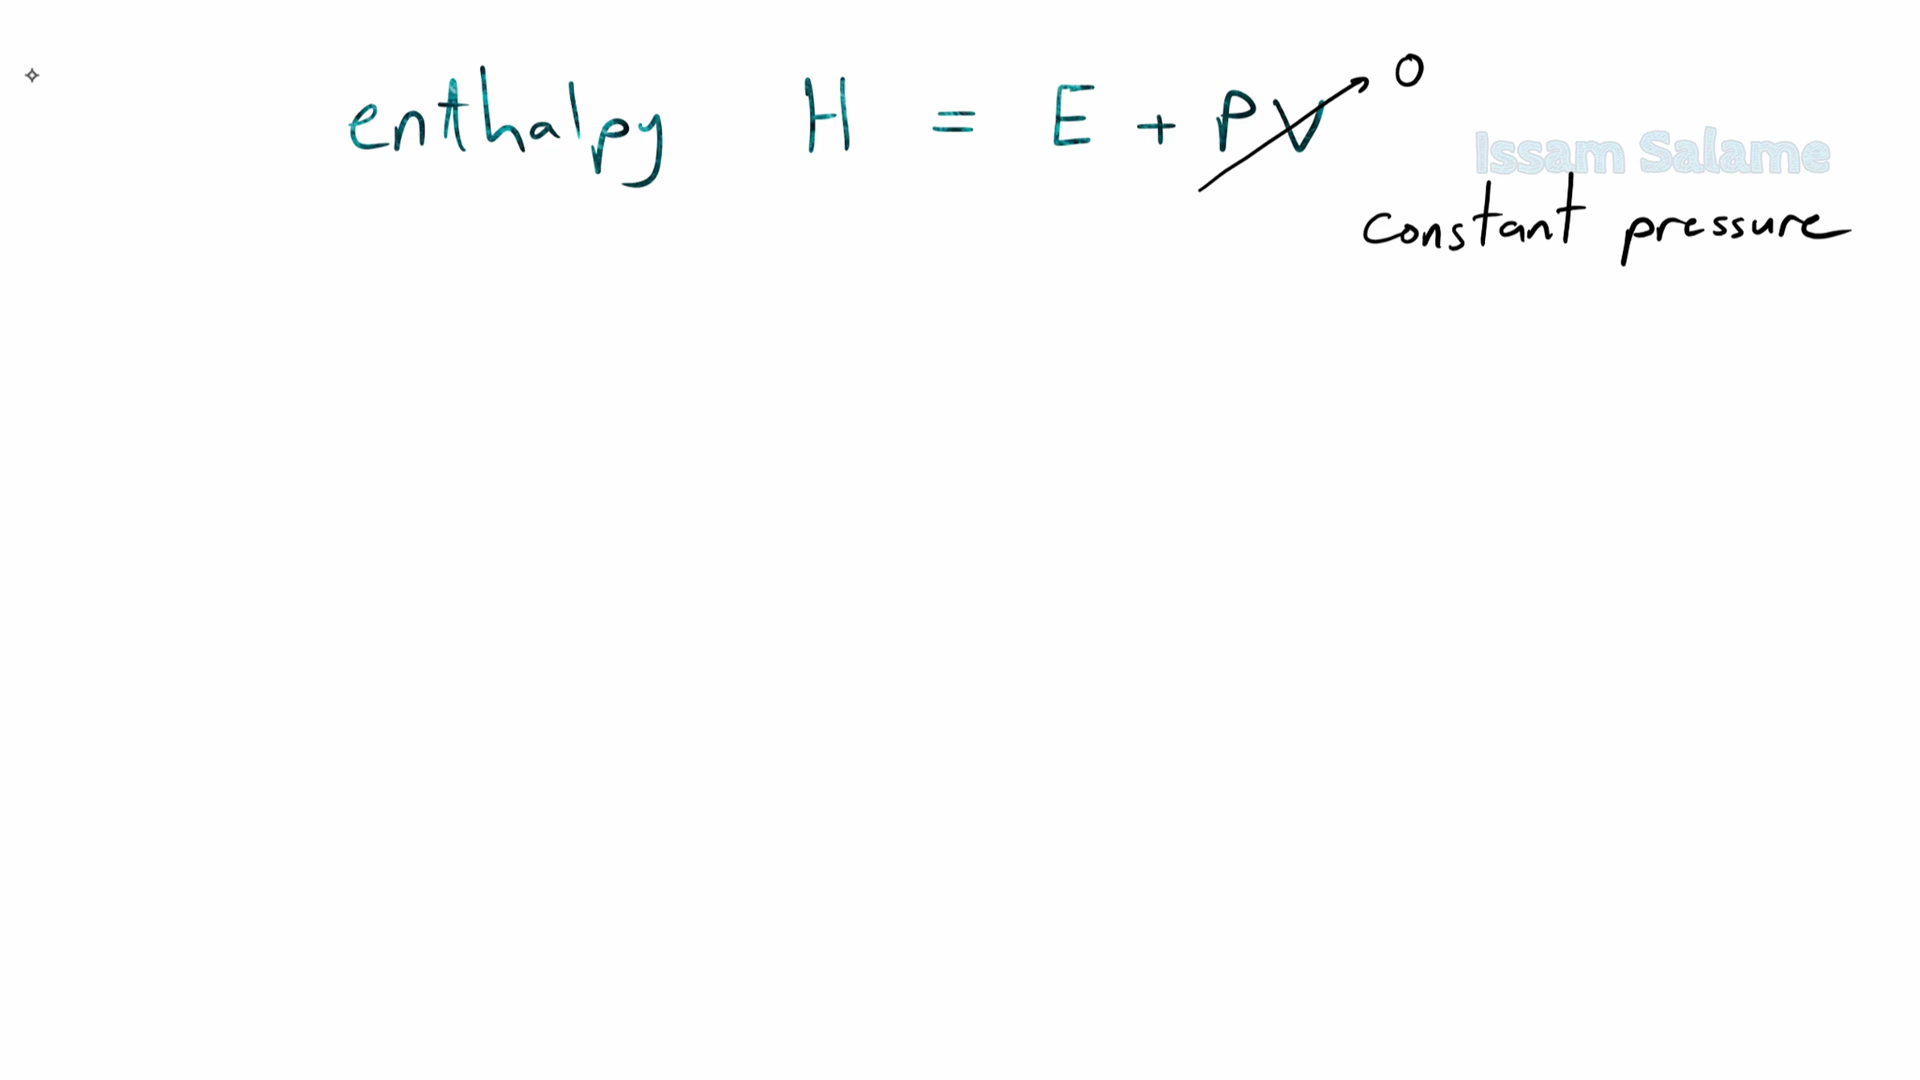 enthalpy H = E + PV 0
Issam Salame
constant pressure